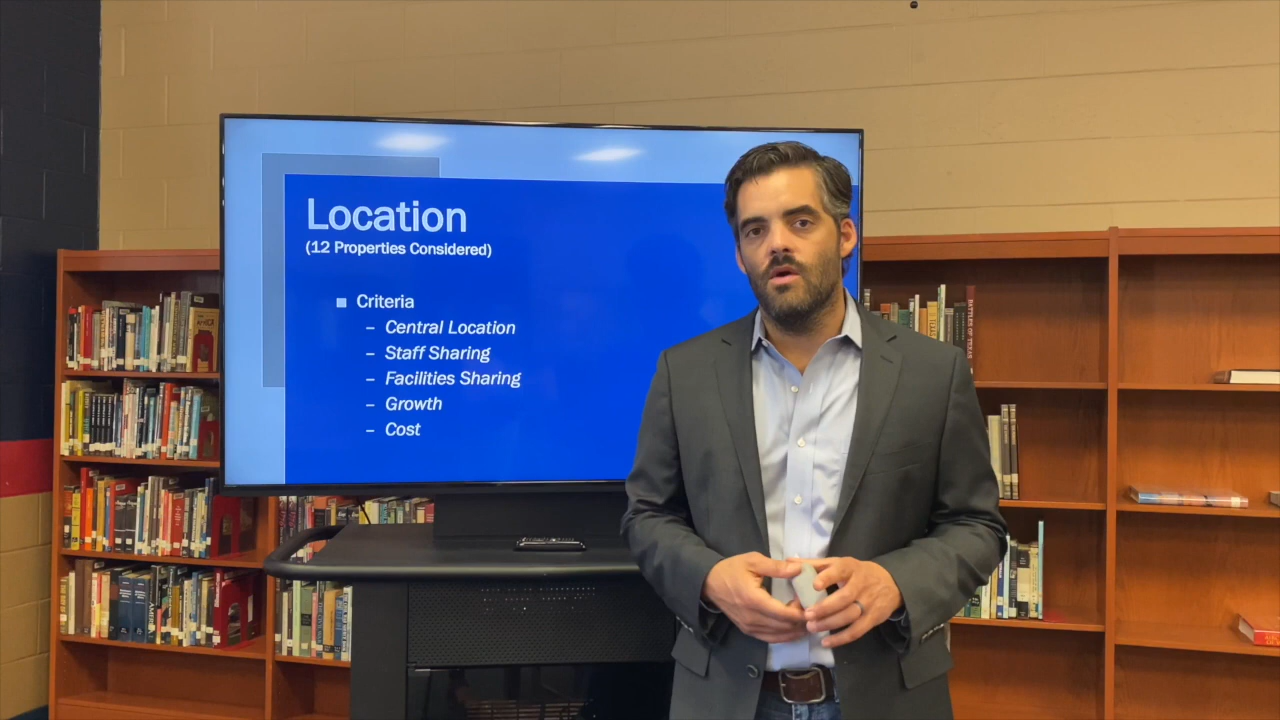 Location
(12 Properties Considered)
■ Criteria
– Central Location
– Staff Sharing
– Facilities Sharing
– Growth
– Cost
BATTLES OF TEXAS